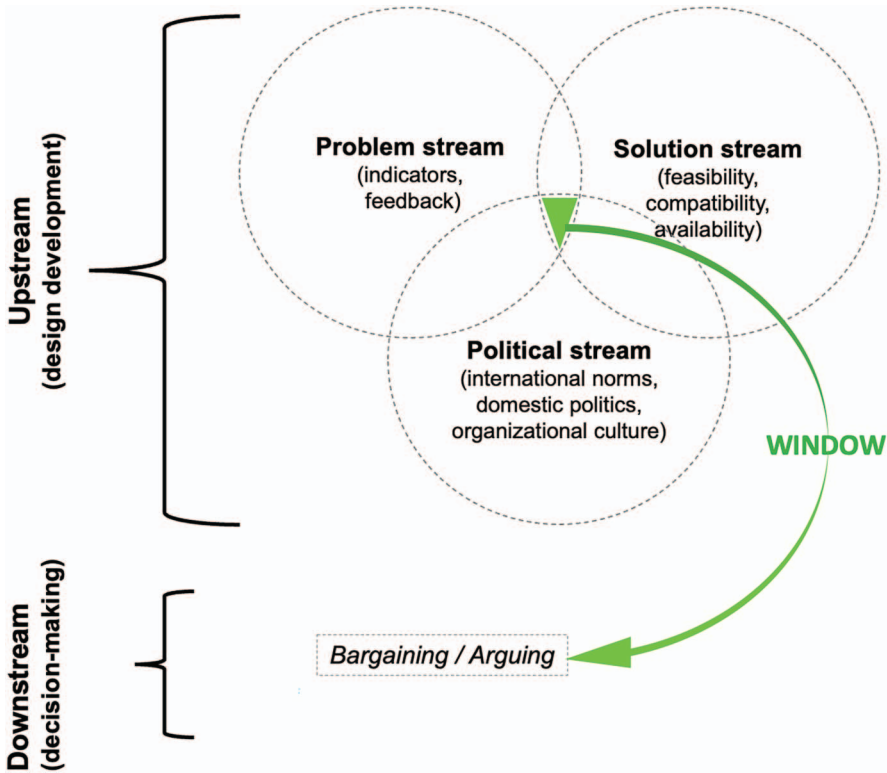 Upstream
(design development)
Problem stream
(indicators,
feedback)
Solution stream
(feasibility,
compatibility,
availability)
Political stream
(international norms,
domestic politics,
organizational culture)
WINDOW
Downstream
(decision-making)
Bargaining / Arguing